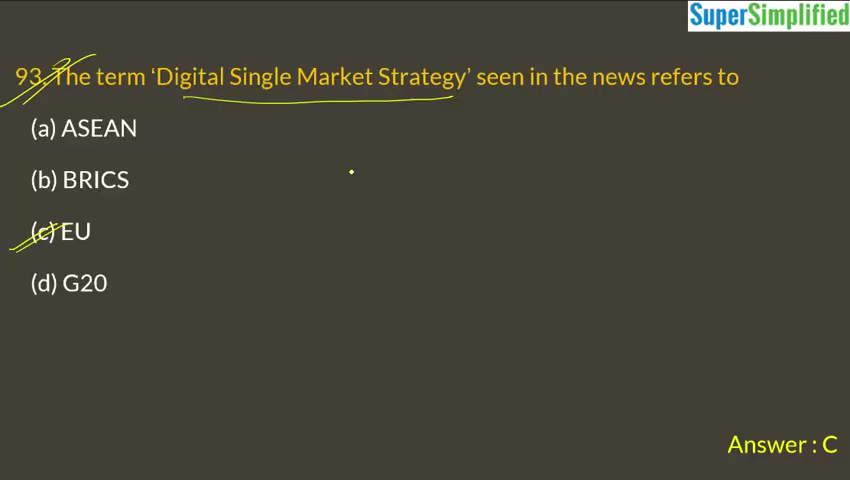 SuperSimplified
93. The term ‘Digital Single Market Strategy’ seen in the news refers to
(a) ASEAN
(b) BRICS
(c) EU
(d) G20
Answer : C